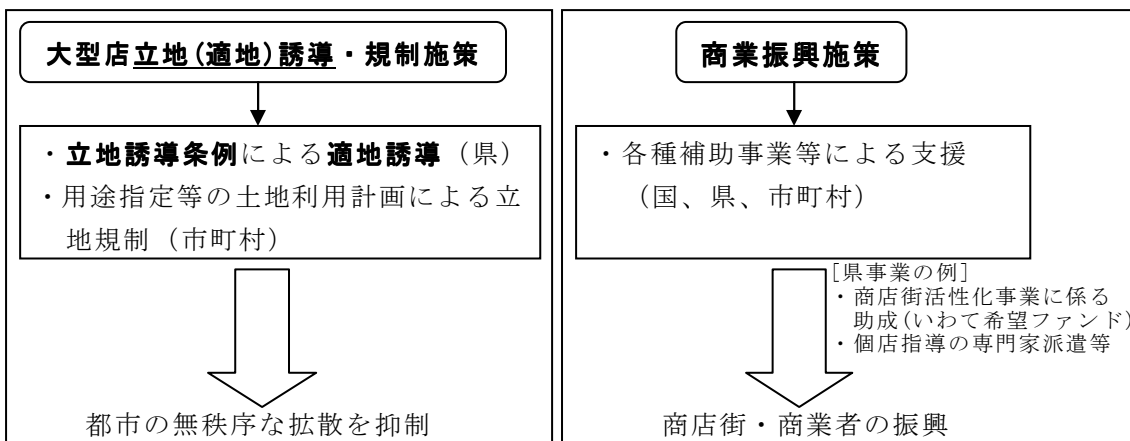 大型店立地(適地)誘導・規制施策
・立地誘導条例による適地誘導(県)
・用途指定等の土地利用計画による立
地規制(市町村)
都市の無秩序な拡散を抑制
商業振興施策
・各種補助事業等による支援
(国、県、市町村)
[県事業の例]
・商店街活性化事業に係る
助成(いわて希望ファンド)
・個店指導の専門家派遣等
商店街・商業者の振興